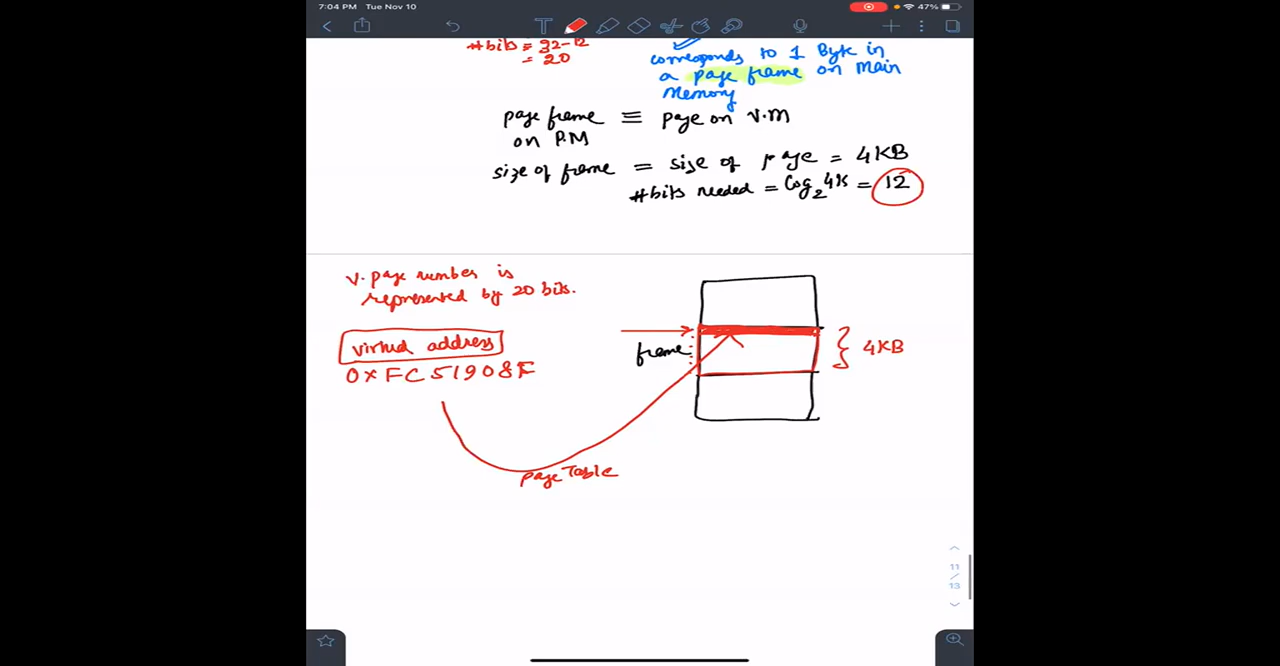 7:04 PM Tue Nov 10
47%
#bits = 32-12
= 20
corresponds to 1 Byte in
a page frame on Main
Memory
page frame ≡ page on V.M
on P.M
size of frame = size of page = 4KB
#bits needed = log₂4K = 12
V. page number is
represented by 20 bits.
virtual address
0xFC51908F
frame
4KB
page Table
11
/
13